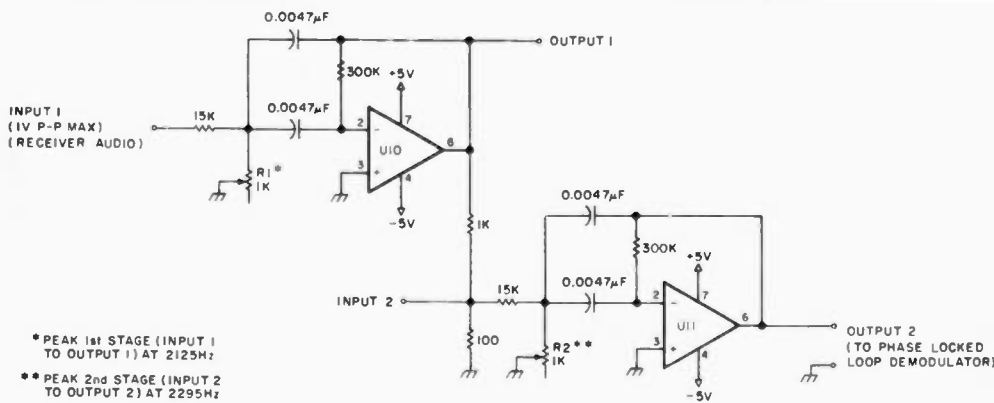 0.0047µF
OUTPUT 1
300K
+5V
INPUT 1
(1V P-P MAX)
(RECEIVER AUDIO)
15K
0.0047µF
2
-
7
U10
6
3
+
4
R1*
1K
-5V
1K
0.0047µF
300K
+5V
INPUT 2
15K
0.0047µF
2
-
7
U11
6
3
+
4
100
R2**
1K
-5V
OUTPUT 2
(TO PHASE LOCKED
LOOP DEMODULATOR)
* PEAK 1st STAGE (INPUT 1
TO OUTPUT 1) AT 2125Hz
** PEAK 2nd STAGE (INPUT 2
TO OUTPUT 2) AT 2295Hz